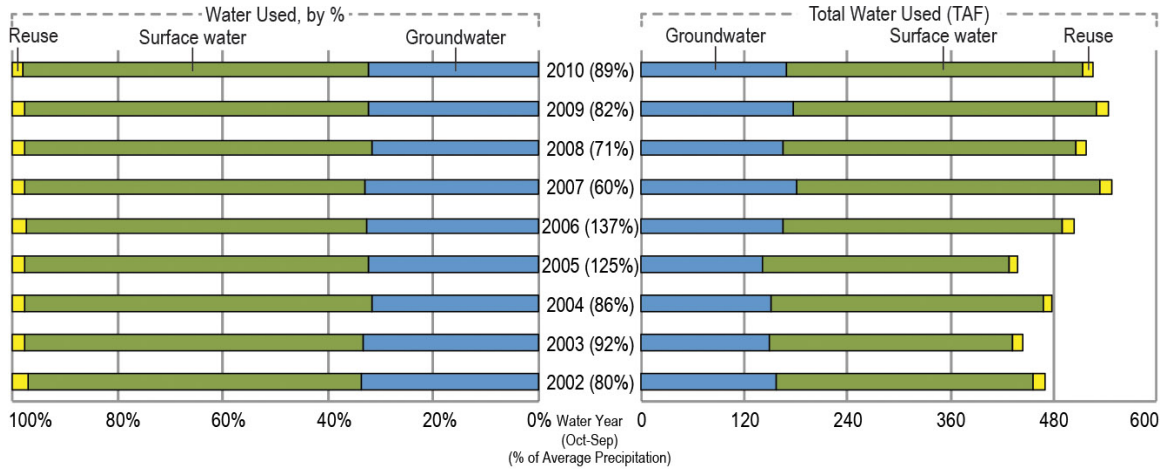 Water Used, by %
Total Water Used (TAF)
Reuse
Surface water
Groundwater
Groundwater
Surface water
Reuse
2010 (89%)
2009 (82%)
2008 (71%)
2007 (60%)
2006 (137%)
2005 (125%)
2004 (86%)
2003 (92%)
2002 (80%)
100% 80% 60% 40% 20% 0%
Water Year
(Oct-Sep)
(% of Average Precipitation)
0 120 240 360 480 600